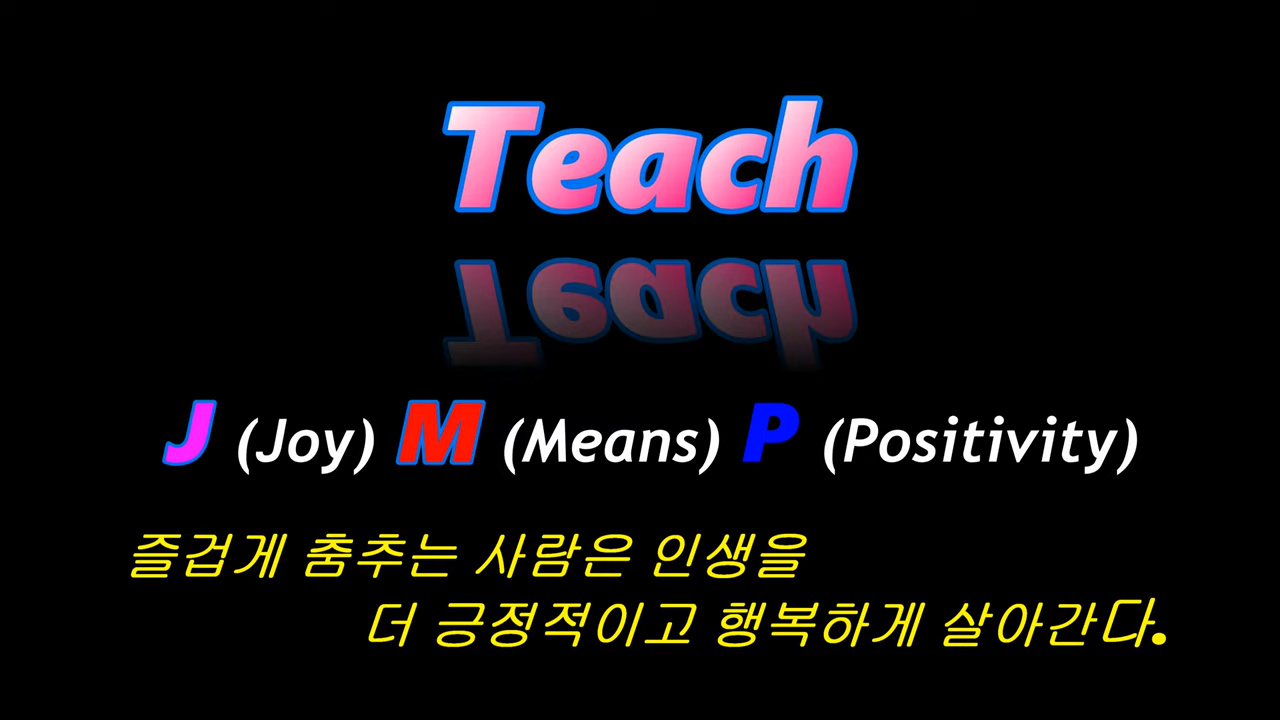 Teach
J (Joy) M (Means) P (Positivity)
즐겁게 춤추는 사람은 인생을
더 긍정적이고 행복하게 살아간다.